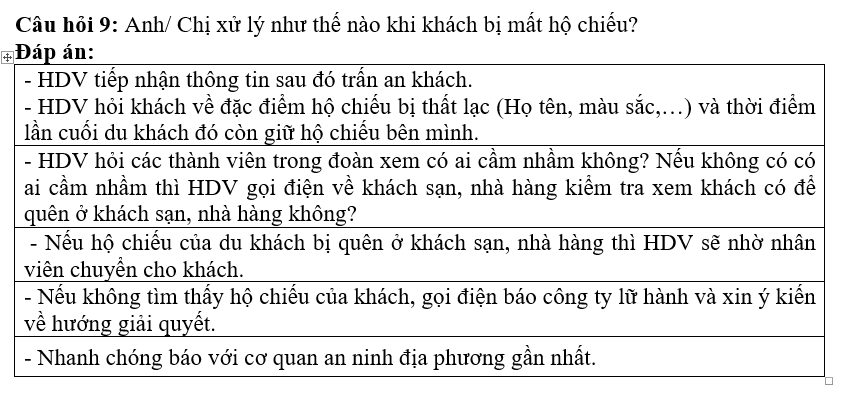 Câu hỏi 9: Anh/ Chị xử lý như thế nào khi khách bị mất hộ chiếu?
Đáp án:
- HDV tiếp nhận thông tin sau đó trấn an khách.
- HDV hỏi khách về đặc điểm hộ chiếu bị thất lạc (Họ tên, màu sắc,…) và thời điểm
lần cuối du khách đó còn giữ hộ chiếu bên mình.
- HDV hỏi các thành viên trong đoàn xem có ai cầm nhầm không? Nếu không có có
ai cầm nhầm thì HDV gọi điện về khách sạn, nhà hàng kiểm tra xem khách có để
quên ở khách sạn, nhà hàng không?
- Nếu hộ chiếu của du khách bị quên ở khách sạn, nhà hàng thì HDV sẽ nhờ nhân
viên chuyển cho khách.
- Nếu không tìm thấy hộ chiếu của khách, gọi điện báo công ty lữ hành và xin ý kiến
về hướng giải quyết.
- Nhanh chóng báo với cơ quan an ninh địa phương gần nhất.